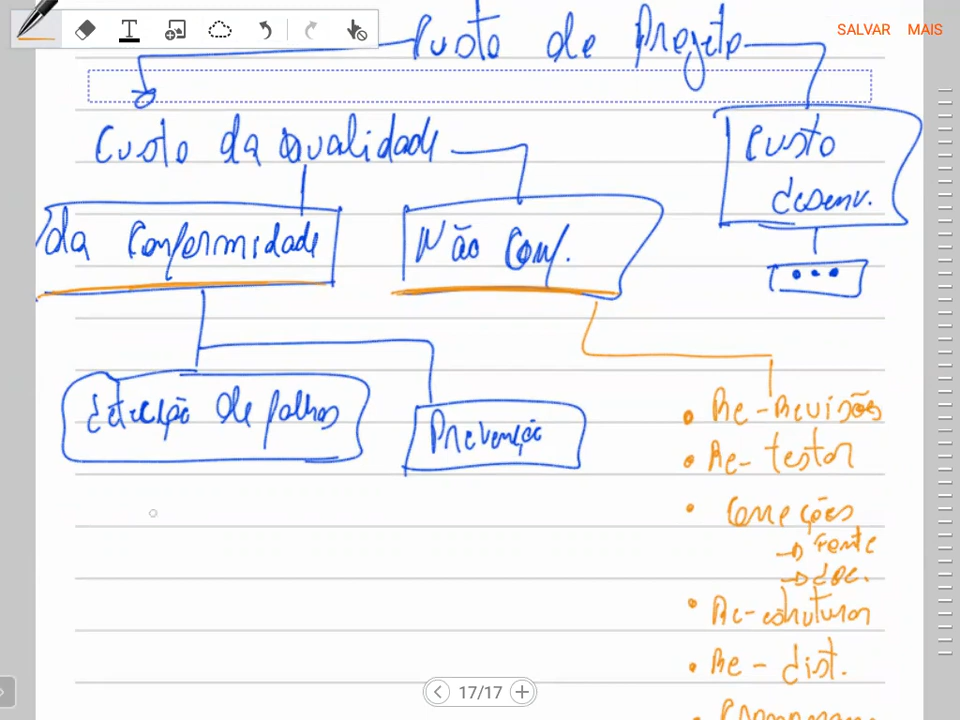 SALVAR MAIS
Custo de Projeto
Custo da Qualidade
Custo
desenv.
da Conformidade
Não Conf.
Detecção de falhas
Prevenção
• Re-Revisões
• Re-testar
• Correções
→ Fonte
→ doc.
• Re-estruturar
• Re-dist.
17/17